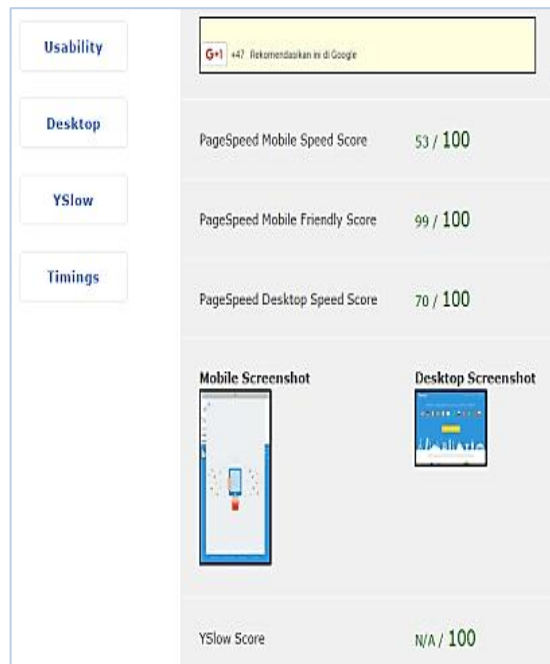 Usability
Desktop
YSlow
Timings
G+1 +47 Rekomendasikan ini di Google
PageSpeed Mobile Speed Score 53 / 100
PageSpeed Mobile Friendly Score 99 / 100
PageSpeed Desktop Speed Score 70 / 100
Mobile Screenshot Desktop Screenshot
YSlow Score N/A / 100